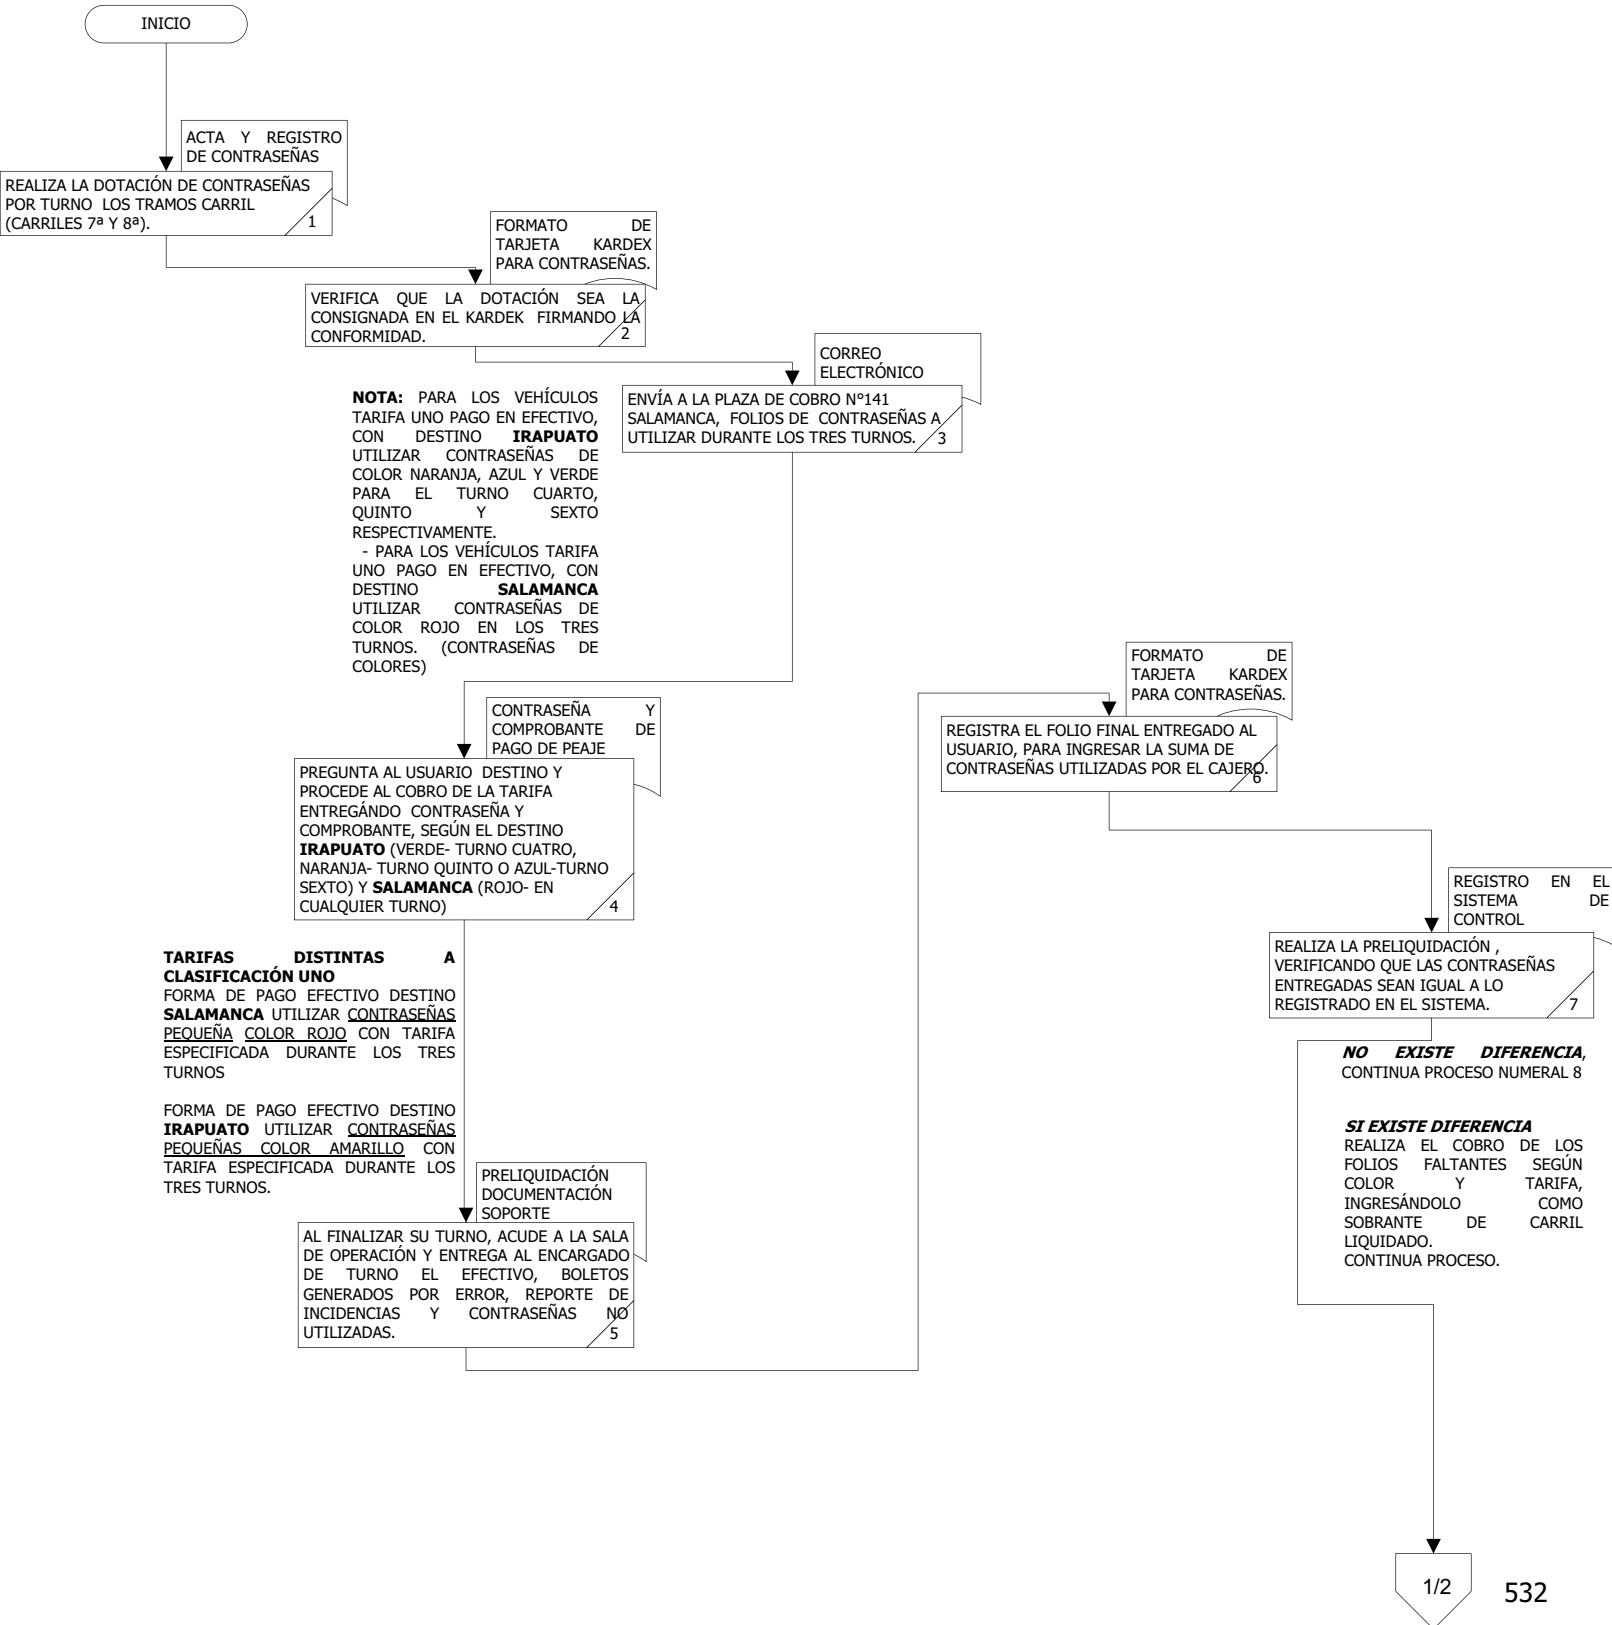 INICIO
ACTA Y REGISTRO
DE CONTRASEÑAS
REALIZA LA DOTACIÓN DE CONTRASEÑAS
POR TURNO LOS TRAMOS CARRIL
(CARRILES 7ª Y 8ª).
1
FORMATO DE
TARJETA KARDEX
PARA CONTRASEÑAS.
VERIFICA QUE LA DOTACIÓN SEA LA
CONSIGNADA EN EL KARDEK FIRMANDO LA
CONFORMIDAD.
2
CORREO
ELECTRÓNICO
ENVÍA A LA PLAZA DE COBRO N°141
SALAMANCA, FOLIOS DE CONTRASEÑAS A
UTILIZAR DURANTE LOS TRES TURNOS.
3
NOTA: PARA LOS VEHÍCULOS
TARIFA UNO PAGO EN EFECTIVO,
CON DESTINO IRAPUATO
UTILIZAR CONTRASEÑAS DE
COLOR NARANJA, AZUL Y VERDE
PARA EL TURNO CUARTO,
QUINTO Y SEXTO
RESPECTIVAMENTE.
- PARA LOS VEHÍCULOS TARIFA
UNO PAGO EN EFECTIVO, CON
DESTINO SALAMANCA
UTILIZAR CONTRASEÑAS DE
COLOR ROJO EN LOS TRES
TURNOS. (CONTRASEÑAS DE
COLORES)
CONTRASEÑA Y
COMPROBANTE DE
PAGO DE PEAJE
PREGUNTA AL USUARIO DESTINO Y
PROCEDE AL COBRO DE LA TARIFA
ENTREGÁNDO CONTRASEÑA Y
COMPROBANTE, SEGÚN EL DESTINO
IRAPUATO (VERDE- TURNO CUATRO,
NARANJA- TURNO QUINTO O AZUL-TURNO
SEXTO) Y SALAMANCA (ROJO- EN
CUALQUIER TURNO)
4
TARIFAS DISTINTAS A
CLASIFICACIÓN UNO
FORMA DE PAGO EFECTIVO DESTINO
SALAMANCA UTILIZAR CONTRASEÑAS
PEQUEÑA COLOR ROJO CON TARIFA
ESPECIFICADA DURANTE LOS TRES
TURNOS
FORMA DE PAGO EFECTIVO DESTINO
IRAPUATO UTILIZAR CONTRASEÑAS
PEQUEÑAS COLOR AMARILLO CON
TARIFA ESPECIFICADA DURANTE LOS
TRES TURNOS.
PRELIQUIDACIÓN
DOCUMENTACIÓN
SOPORTE
AL FINALIZAR SU TURNO, ACUDE A LA SALA
DE OPERACIÓN Y ENTREGA AL ENCARGADO
DE TURNO EL EFECTIVO, BOLETOS
GENERADOS POR ERROR, REPORTE DE
INCIDENCIAS Y CONTRASEÑAS NO
UTILIZADAS.
5
FORMATO DE
TARJETA KARDEX
PARA CONTRASEÑAS.
REGISTRA EL FOLIO FINAL ENTREGADO AL
USUARIO, PARA INGRESAR LA SUMA DE
CONTRASEÑAS UTILIZADAS POR EL CAJERO.
6
REGISTRO EN EL
SISTEMA DE
CONTROL
REALIZA LA PRELIQUIDACIÓN ,
VERIFICANDO QUE LAS CONTRASEÑAS
ENTREGADAS SEAN IGUAL A LO
REGISTRADO EN EL SISTEMA.
7
NO EXISTE DIFERENCIA,
CONTINUA PROCESO NUMERAL 8
SI EXISTE DIFERENCIA
REALIZA EL COBRO DE LOS
FOLIOS FALTANTES SEGÚN
COLOR Y TARIFA,
INGRESÁNDOLO COMO
SOBRANTE DE CARRIL
LIQUIDADO.
CONTINUA PROCESO.
1/2
532